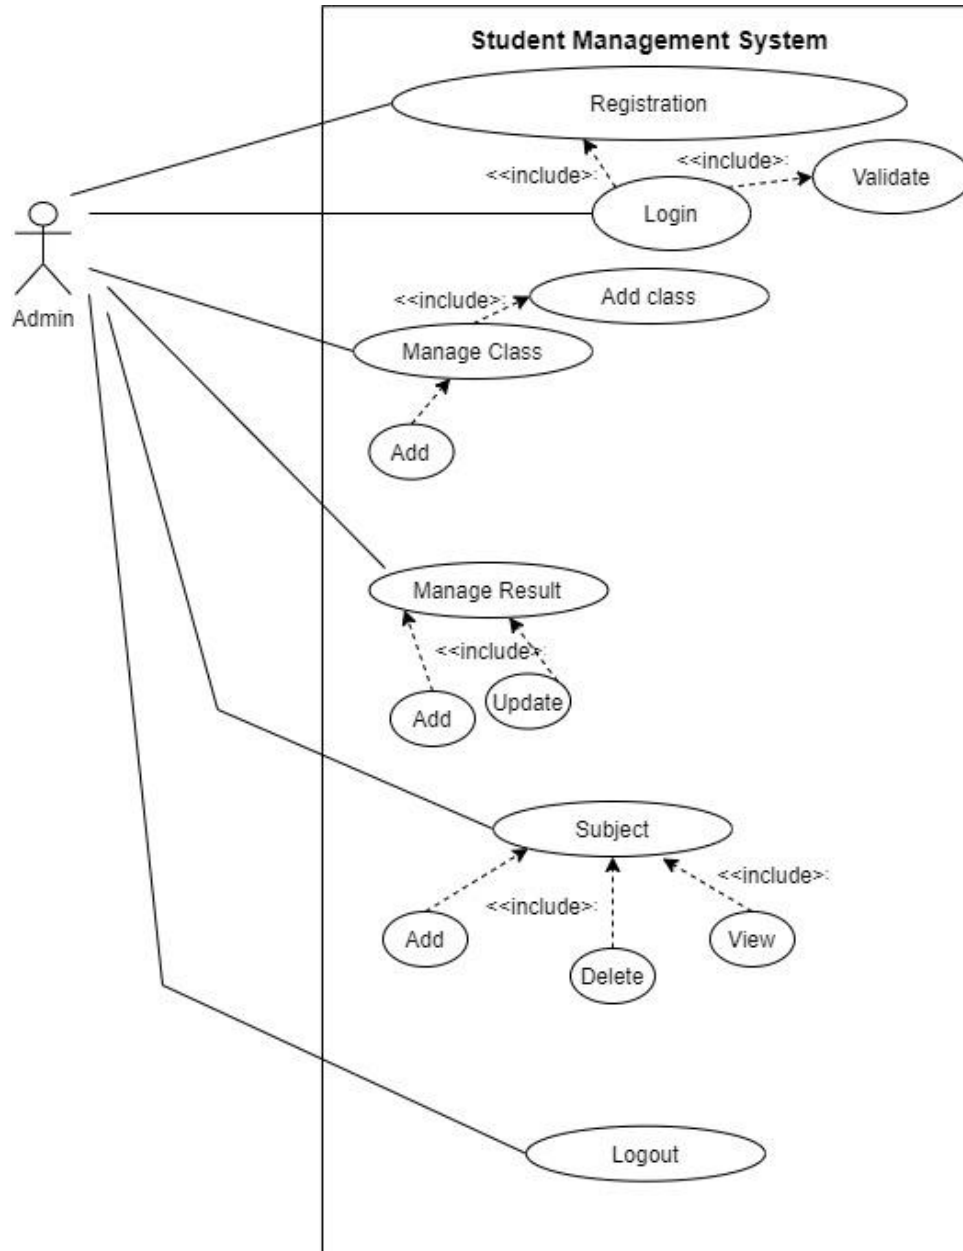 Student Management System
Registration
<<include>:
<<include>:
Validate
Login
Admin
<<include>:
Add class
Manage Class
Add
Manage Result
<<include>:
Add
Update
Subject
<<include>:
<<include>:
Add
View
Delete
Logout